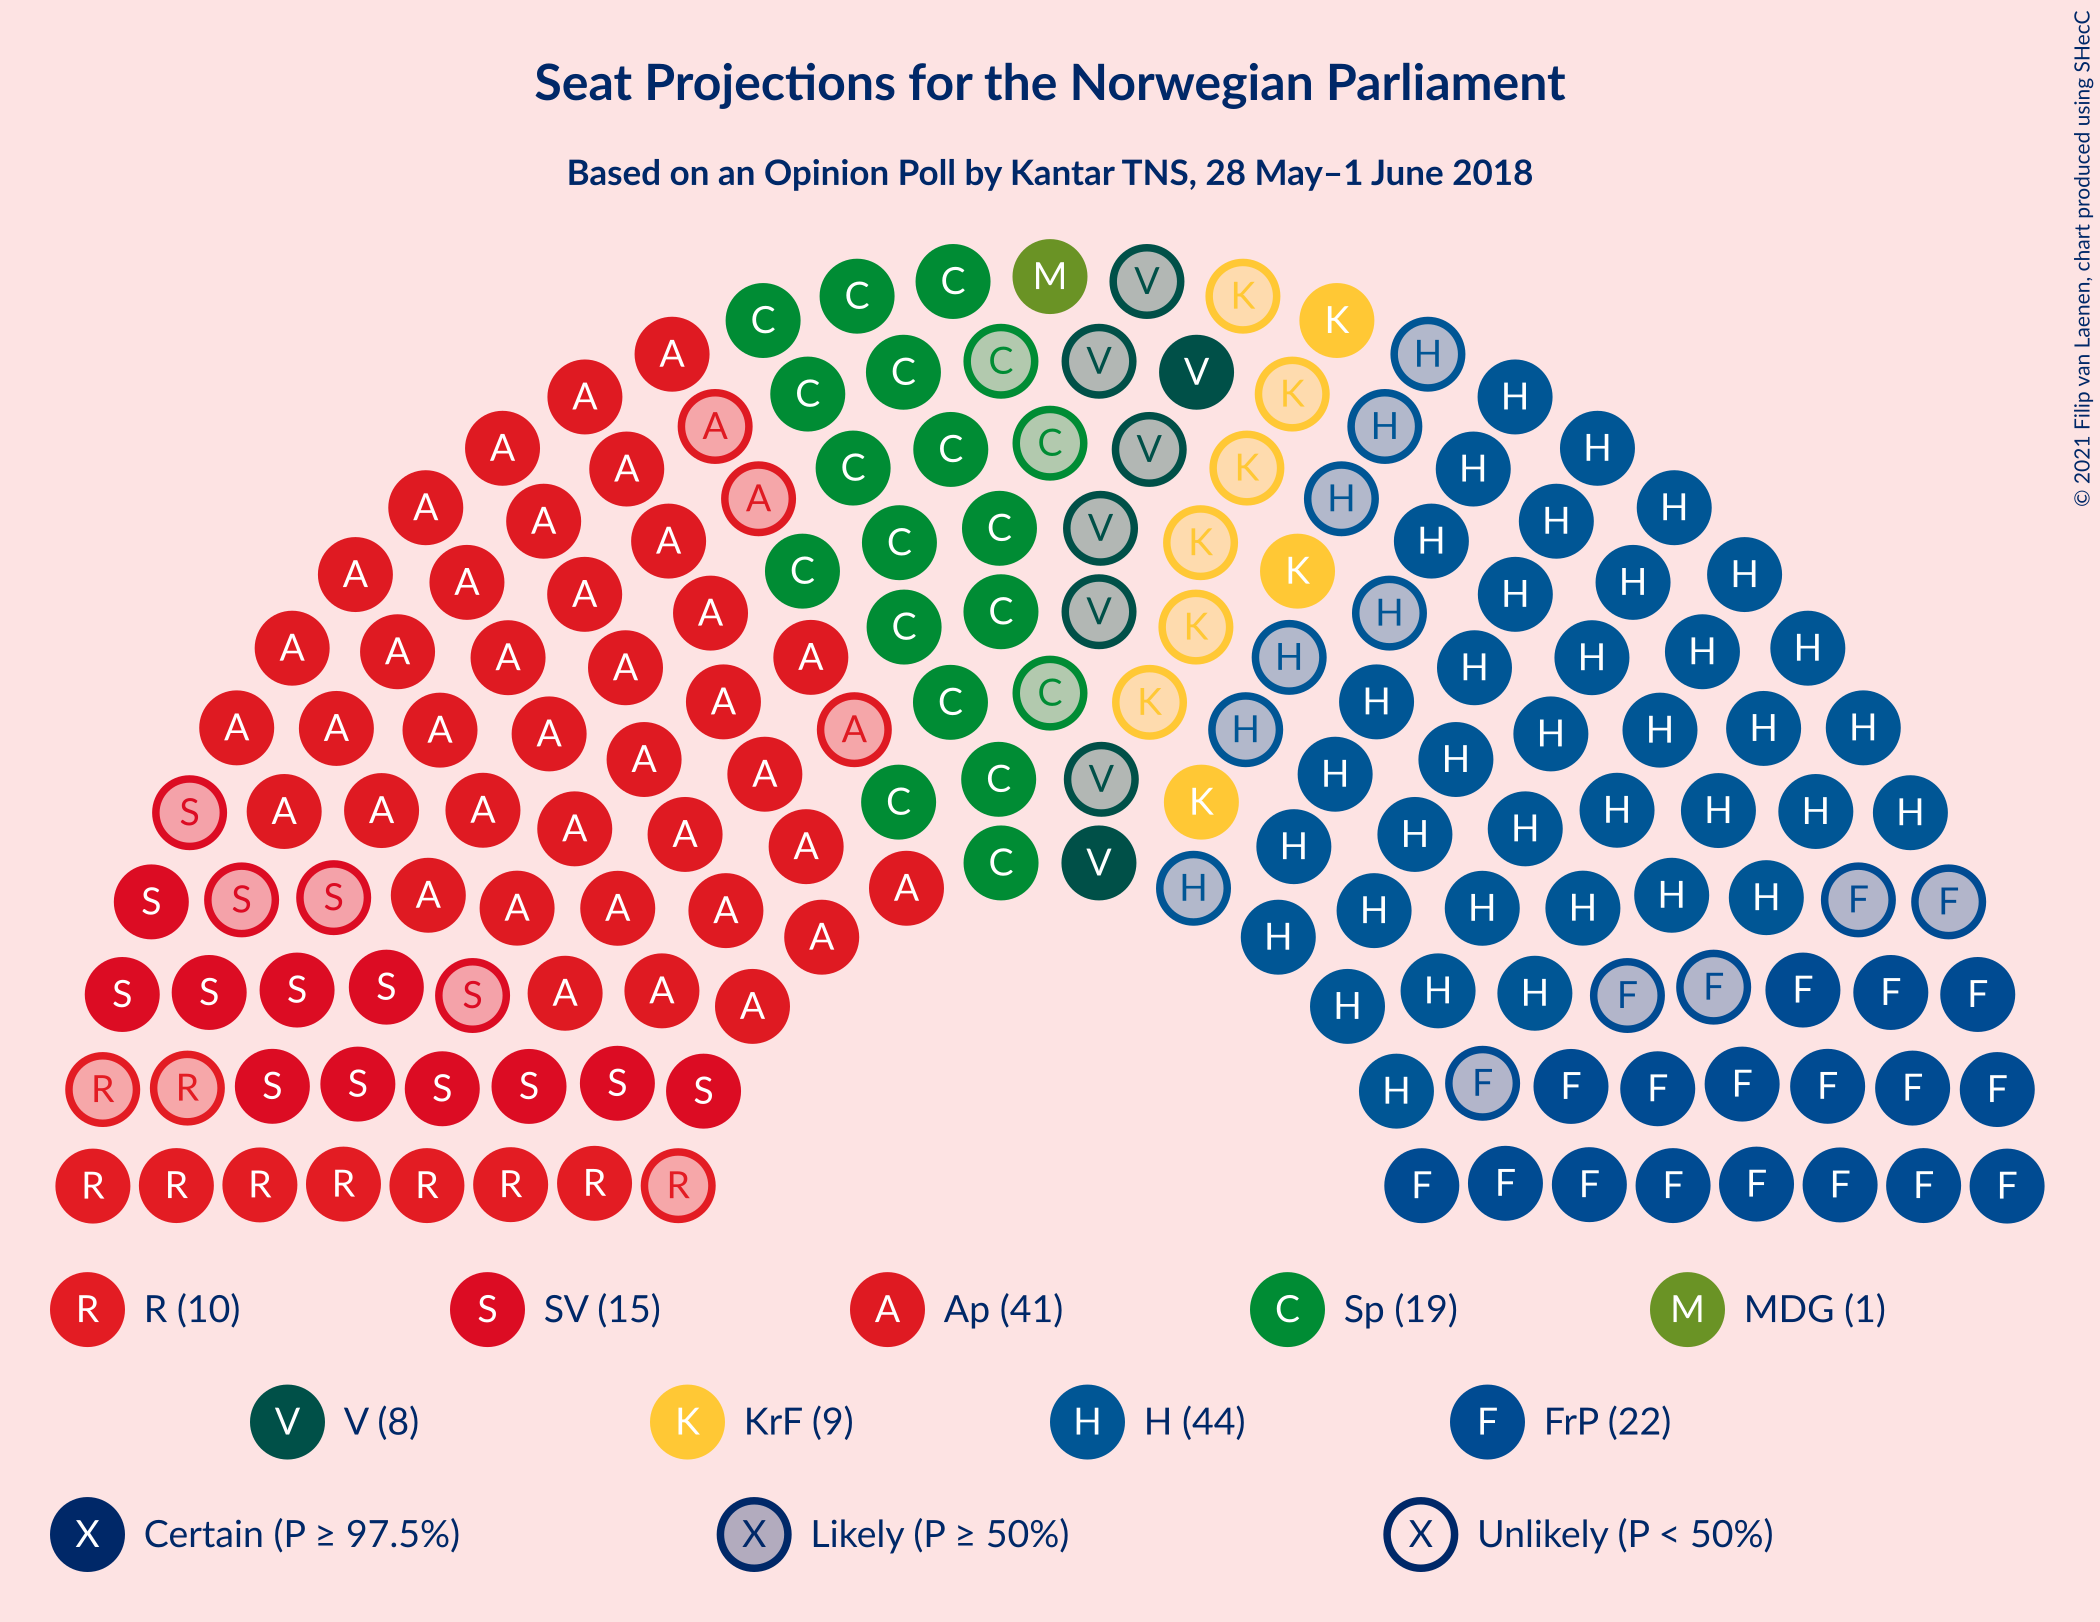 Seat Projections for the Norwegian Parliament
Based on an Opinion Poll by Kantar TNS, 28 May–1 June 2018
© 2021 Filip van Laenen, chart produced using SHecC
C C C M V K K
A C C C V V K H H
A A C C C V K H H H
A A A A C C V K K H H H H
A A A A C C V K H H H H
A A A A A C C K H H H H H
A A A A A A C V K H H H H H H
S A A A A A A C C V H H H H H H H
S S S A A A A A A H H H H H H H F F
S S S S S A A A H H H F F F F F
R R S S S S S S H F F F F F F F
R R R R R R R R F F F F F F F F
R R (10) S SV (15) A Ap (41) C Sp (19) M MDG (1)
V V (8) K KrF (9) H H (44) F FrP (22)
X Certain (P ≥ 97.5%) X Likely (P ≥ 50%) X Unlikely (P < 50%)